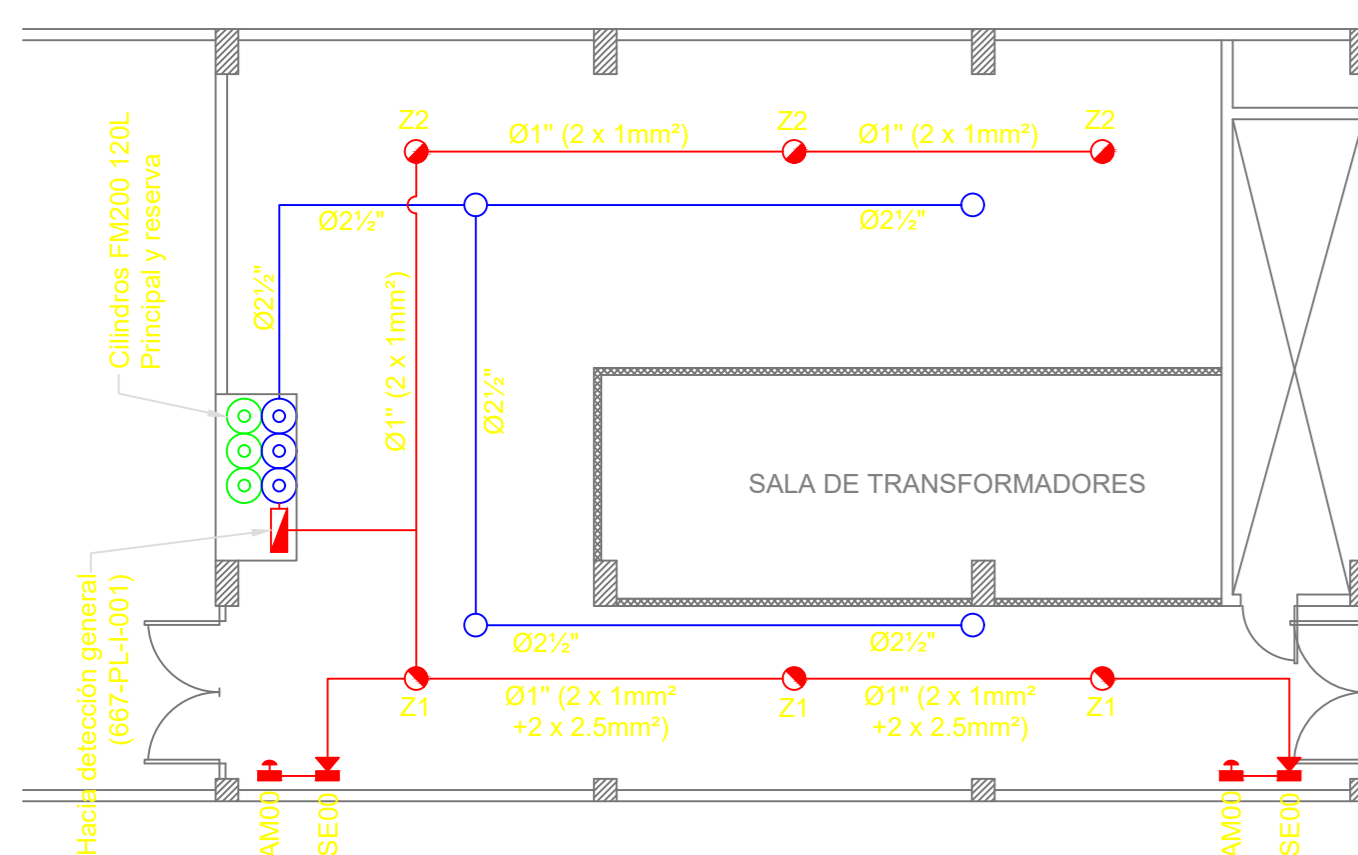 Z2
Z2
Z2
Ø1" (2 x 1mm²)
Ø1" (2 x 1mm²)
Cilindros FM200 120L
Principal y reserva
Ø2½"
Ø2½"
Ø2½"
Ø1" (2 x 1mm²)
Ø2½"
SALA DE TRANSFORMADORES
Hacia detección general
(667-PL-I-001)
Ø2½"
Ø2½"
Z1
Ø1" (2 x 1mm²
+2 x 2.5mm²)
Z1
Ø1" (2 x 1mm²
+2 x 2.5mm²)
Z1
AM00
SE00
AM00
SE00